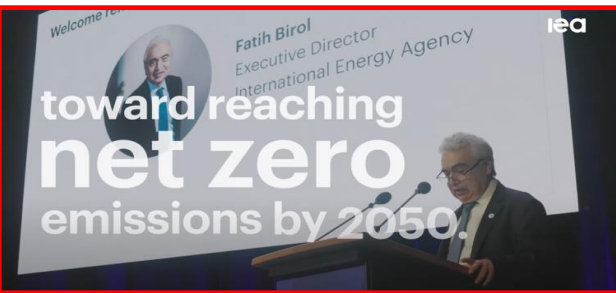 Welcome re
iea
Fatih Birol
Executive Director
International Energy Agency
toward reaching
net zero
emissions by 2050.